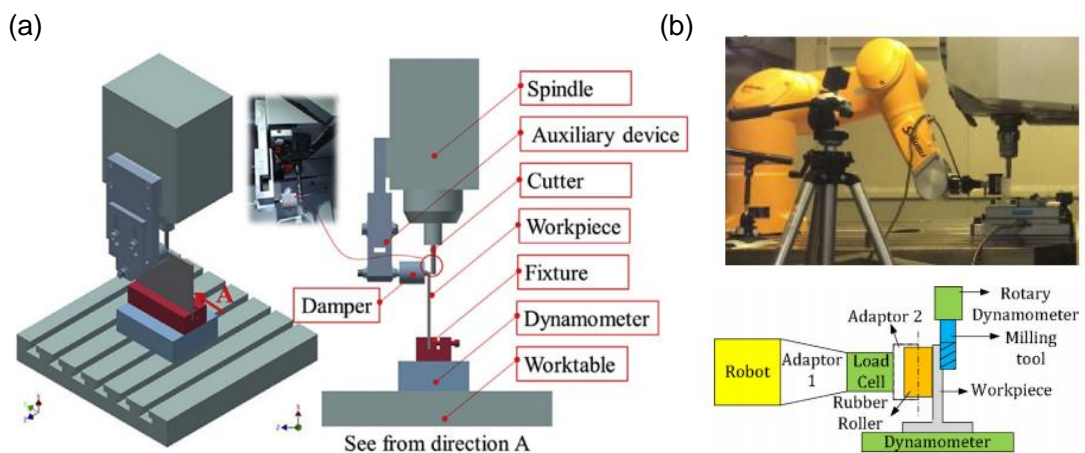 (a)
Spindle
Auxiliary device
Cutter
Workpiece
Fixture
Damper
Dynamometer
Worktable
A
See from direction A
(b)
Rotary
Dynamometer
Adaptor 2
Milling
tool
Robot
Adaptor
1
Load
Cell
Rubber
Roller
Workpiece
Dynamometer